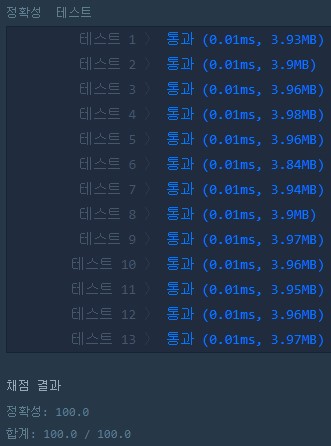 정확성  테스트
테스트 1 〉 통과 (0.01ms, 3.93MB)
테스트 2 〉 통과 (0.01ms, 3.9MB)
테스트 3 〉 통과 (0.01ms, 3.96MB)
테스트 4 〉 통과 (0.01ms, 3.98MB)
테스트 5 〉 통과 (0.01ms, 3.96MB)
테스트 6 〉 통과 (0.01ms, 3.84MB)
테스트 7 〉 통과 (0.01ms, 3.94MB)
테스트 8 〉 통과 (0.01ms, 3.9MB)
테스트 9 〉 통과 (0.01ms, 3.97MB)
테스트 10 〉 통과 (0.01ms, 3.96MB)
테스트 11 〉 통과 (0.01ms, 3.95MB)
테스트 12 〉 통과 (0.01ms, 3.96MB)
테스트 13 〉 통과 (0.01ms, 3.97MB)
채점 결과
정확성: 100.0
합계: 100.0 / 100.0